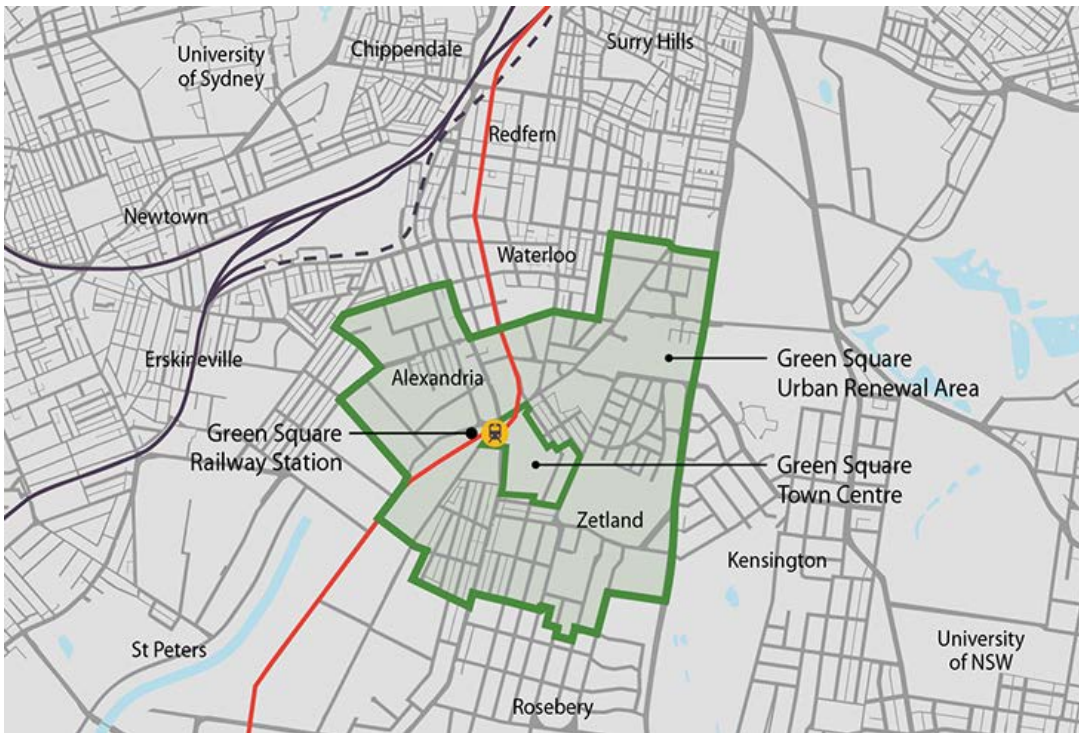 University
of Sydney
Chippendale
Surry Hills
Redfern
Newtown
Waterloo
Erskineville
Alexandria
Green Square
Urban Renewal Area
Green Square
Railway Station
Green Square
Town Centre
Zetland
Kensington
St Peters
University
of NSW
Rosebery